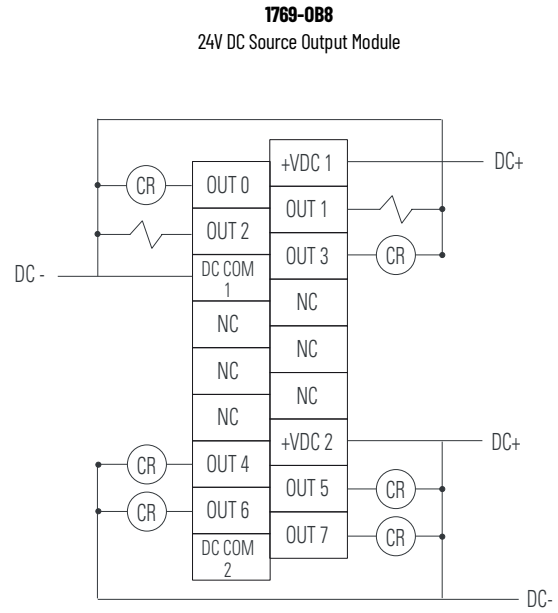 1769-OB8
24V DC Source Output Module
+VDC 1
DC+
CR
OUT 0
OUT 1
OUT 2
OUT 3
CR
DC -
DC COM
1
NC
NC
NC
NC
NC
NC
+VDC 2
DC+
CR
OUT 4
OUT 5
CR
CR
OUT 6
OUT 7
CR
DC COM
2
DC-